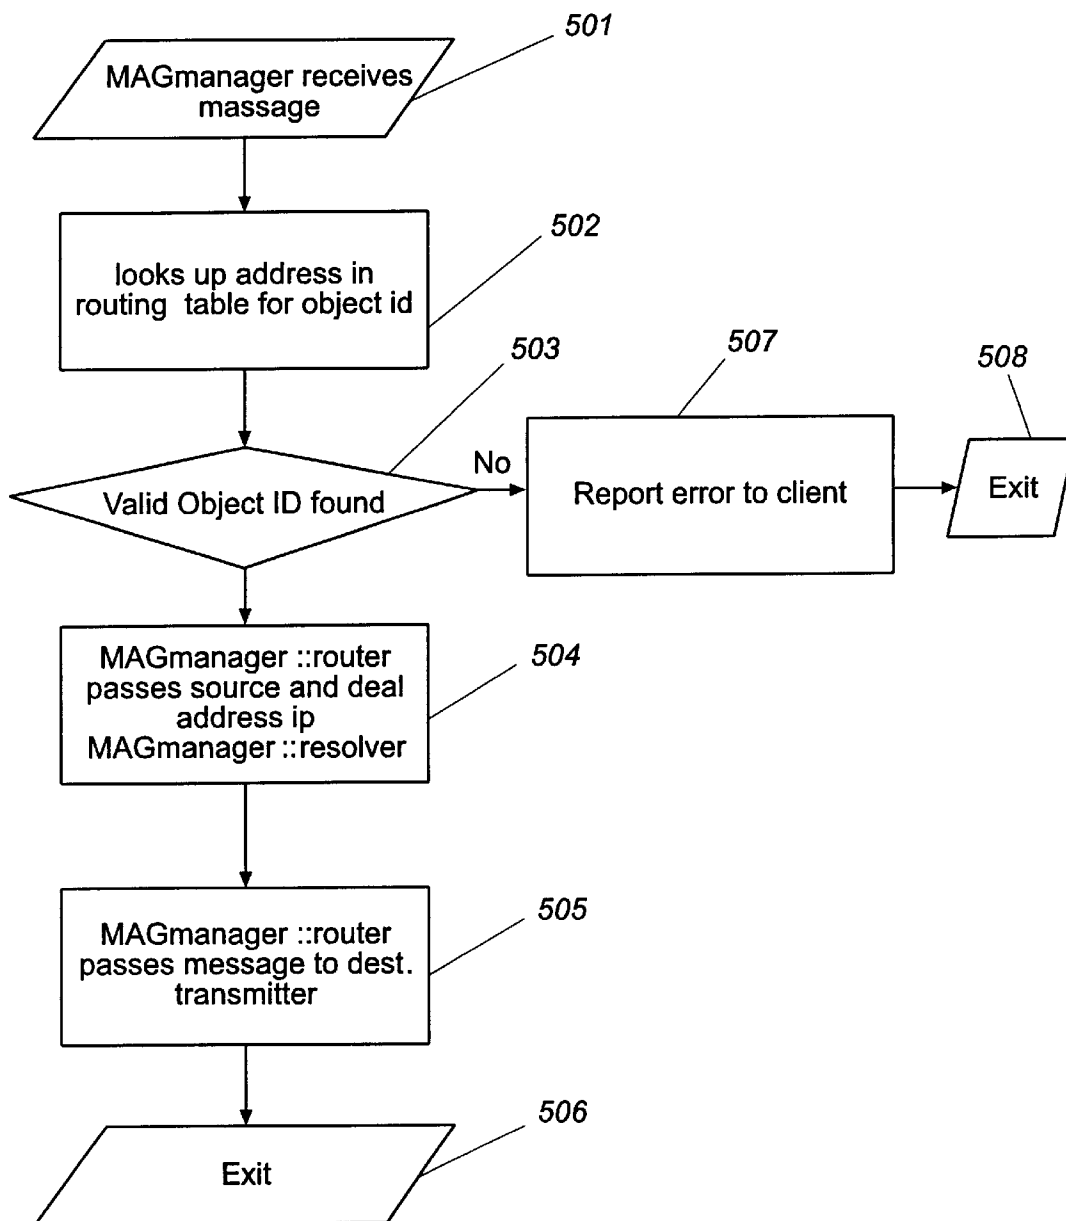 501
MAGmanager receives
massage
502
looks up address in
routing table for object id
503
Valid Object ID found
No
507
Report error to client
508
Exit
504
MAGmanager ::router
passes source and deal
address ip
MAGmanager ::resolver
505
MAGmanager ::router
passes message to dest.
transmitter
506
Exit